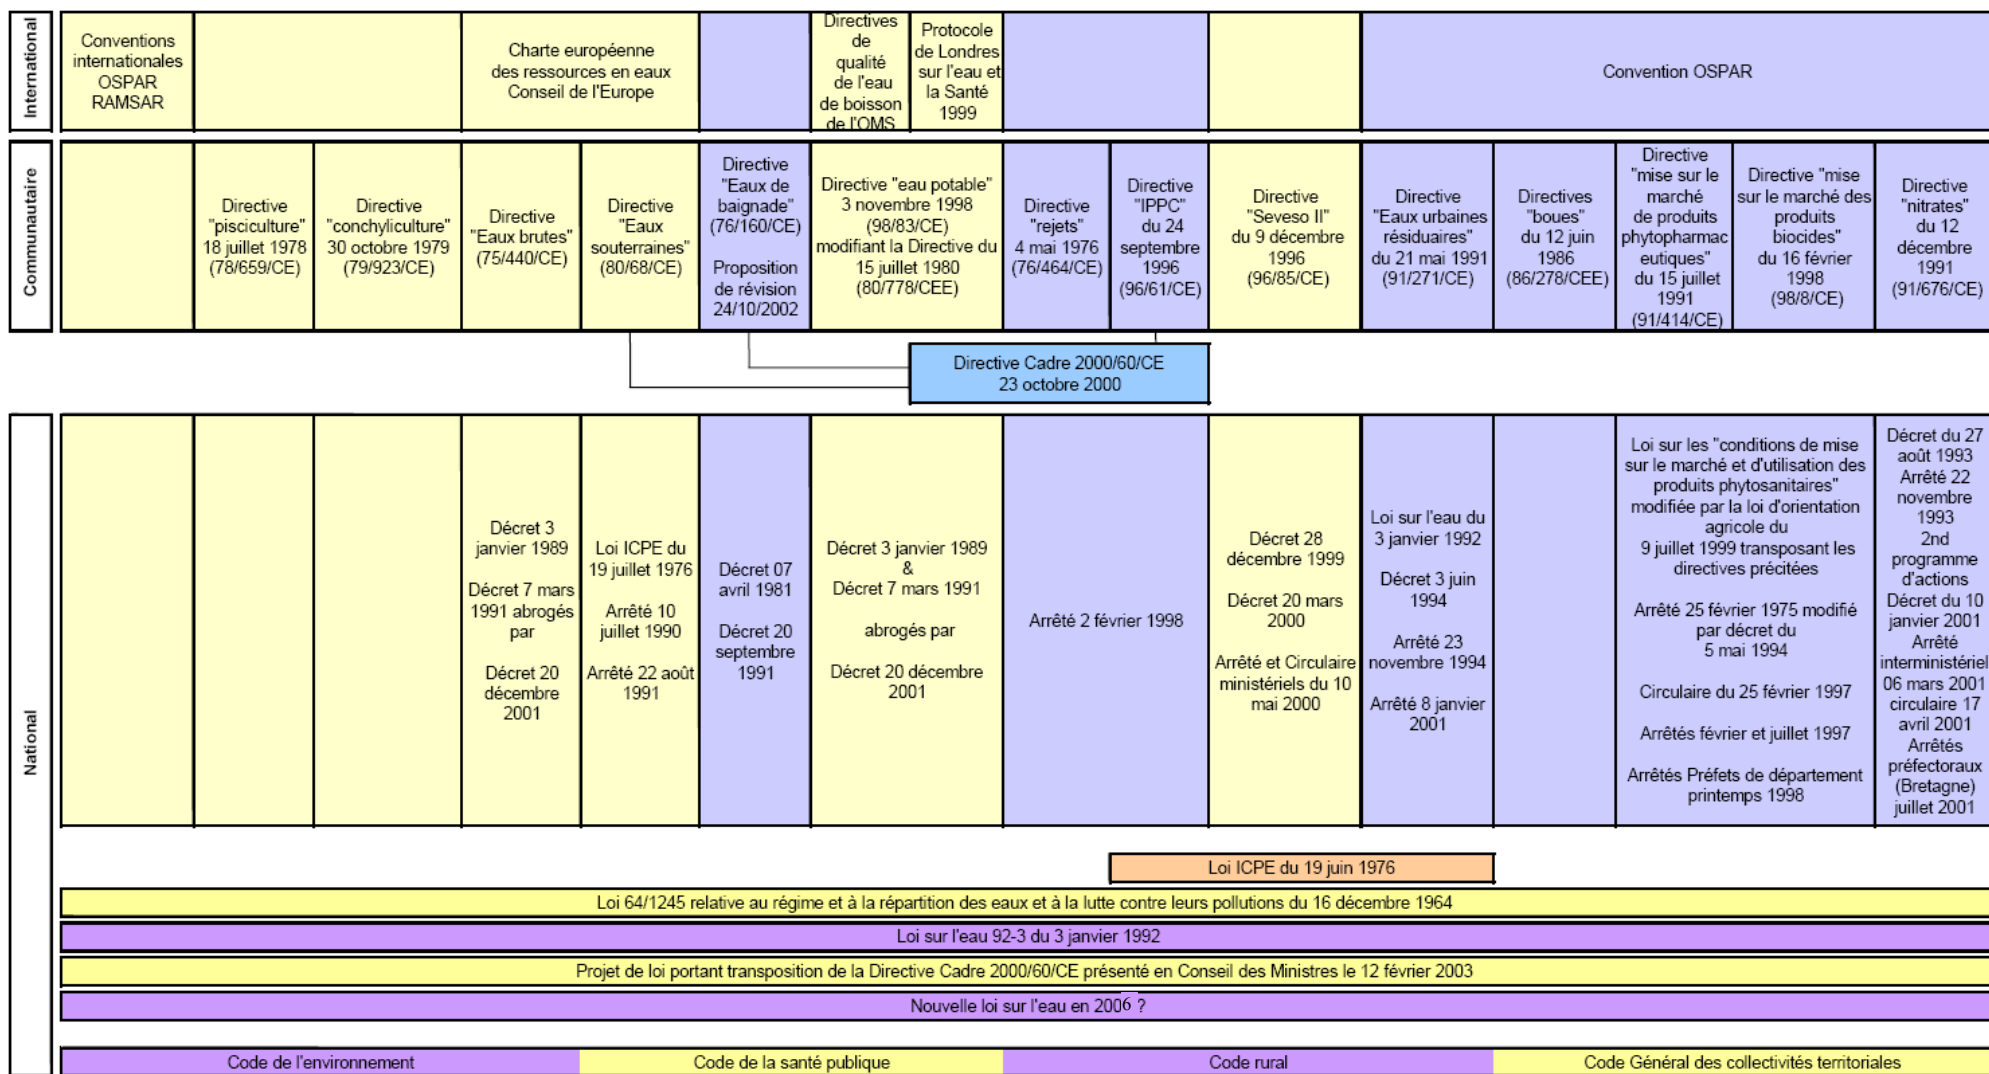 International
Conventions
internationales
OSPAR
RAMSAR
Charte européenne
des ressources en eaux
Conseil de l'Europe
Directives
de
qualité
de l'eau
de boisson
de l'OMS
Protocole
de Londres
sur l'eau et
la Santé
1999
Convention OSPAR
Communautaire
Directive
"pisciculture"
18 juillet 1978
(78/659/CE)
Directive
"conchyliculture"
30 octobre 1979
(79/923/CE)
Directive
"Eaux brutes"
(75/440/CE)
Directive
"Eaux
souterraines"
(80/68/CE)
Directive
"Eaux de
baignade"
(76/160/CE)
Proposition
de révision
24/10/2002
Directive "eau potable"
3 novembre 1998
(98/83/CE)
modifiant la Directive du
15 juillet 1980
(80/778/CEE)
Directive
"rejets"
4 mai 1976
(76/464/CE)
Directive
"IPPC"
du 24
septembre
1996
(96/61/CE)
Directive
"Seveso II"
du 9 décembre
1996
(96/85/CE)
Directive
"Eaux urbaines
résiduaires"
du 21 mai 1991
(91/271/CE)
Directives
"boues"
du 12 juin
1986
(86/278/CEE)
Directive
"mise sur le
marché
de produits
phytopharmac
eutiques"
du 15 juillet
1991
(91/414/CE)
Directive "mise
sur le marché des
produits
biocides"
du 16 février
1998
(98/8/CE)
Directive
"nitrates"
du 12
décembre
1991
(91/676/CE)
Directive Cadre 2000/60/CE
23 octobre 2000
National
Décret 3
janvier 1989
Décret 7 mars
1991 abrogés
par
Décret 20
décembre
2001
Loi ICPE du
19 juillet 1976
Arrêté 10
juillet 1990
Arrêté 22 août
1991
Décret 07
avril 1981
Décret 20
septembre
1991
Décret 3 janvier 1989
&
Décret 7 mars 1991
abrogés par
Décret 20 décembre
2001
Arrêté 2 février 1998
Décret 28
décembre 1999
Décret 20 mars
2000
Arrêté et Circulaire
ministériels du 10
mai 2000
Loi sur l'eau du
3 janvier 1992
Décret 3 juin
1994
Arrêté 23
novembre 1994
Arrêté 8 janvier
2001
Loi sur les "conditions de mise
sur le marché et d'utilisation des
produits phytosanitaires"
modifiée par la loi d'orientation
agricole du
9 juillet 1999 transposant les
directives précitées
Arrêté 25 février 1975 modifié
par décret du
5 mai 1994
Circulaire du 25 février 1997
Arrêtés février et juillet 1997
Arrêtés Préfets de département
printemps 1998
Décret du 27
août 1993
Arrêté 22
novembre
1993
2nd
programme
d'actions
Décret du 10
janvier 2001
Arrêté
interministériel
06 mars 2001
circulaire 17
avril 2001
Arrêtés
préfectoraux
(Bretagne)
juillet 2001
Loi ICPE du 19 juin 1976
Loi 64/1245 relative au régime et à la répartition des eaux et à la lutte contre leurs pollutions du 16 décembre 1964
Loi sur l'eau 92-3 du 3 janvier 1992
Projet de loi portant transposition de la Directive Cadre 2000/60/CE présenté en Conseil des Ministres le 12 février 2003
Nouvelle loi sur l'eau en 2006 ?
Code de l'environnement
Code de la santé publique
Code rural
Code Général des collectivités territoriales